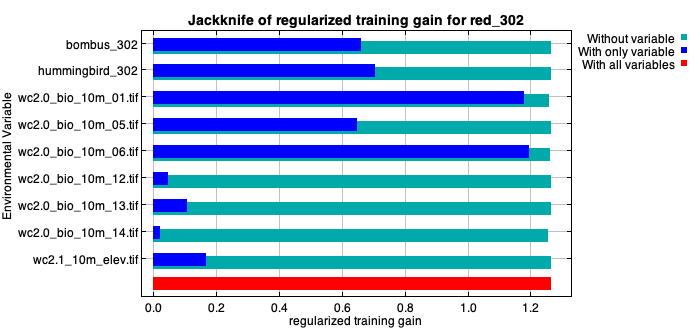 Jackknife of regularized training gain for red_302
Without variable
With only variable
With all variables
Environmental Variable
bombus_302
hummingbird_302
wc2.0_bio_10m_01.tif
wc2.0_bio_10m_05.tif
wc2.0_bio_10m_06.tif
wc2.0_bio_10m_12.tif
wc2.0_bio_10m_13.tif
wc2.0_bio_10m_14.tif
wc2.1_10m_elev.tif
0.0 0.2 0.4 0.6 0.8 1.0 1.2
regularized training gain